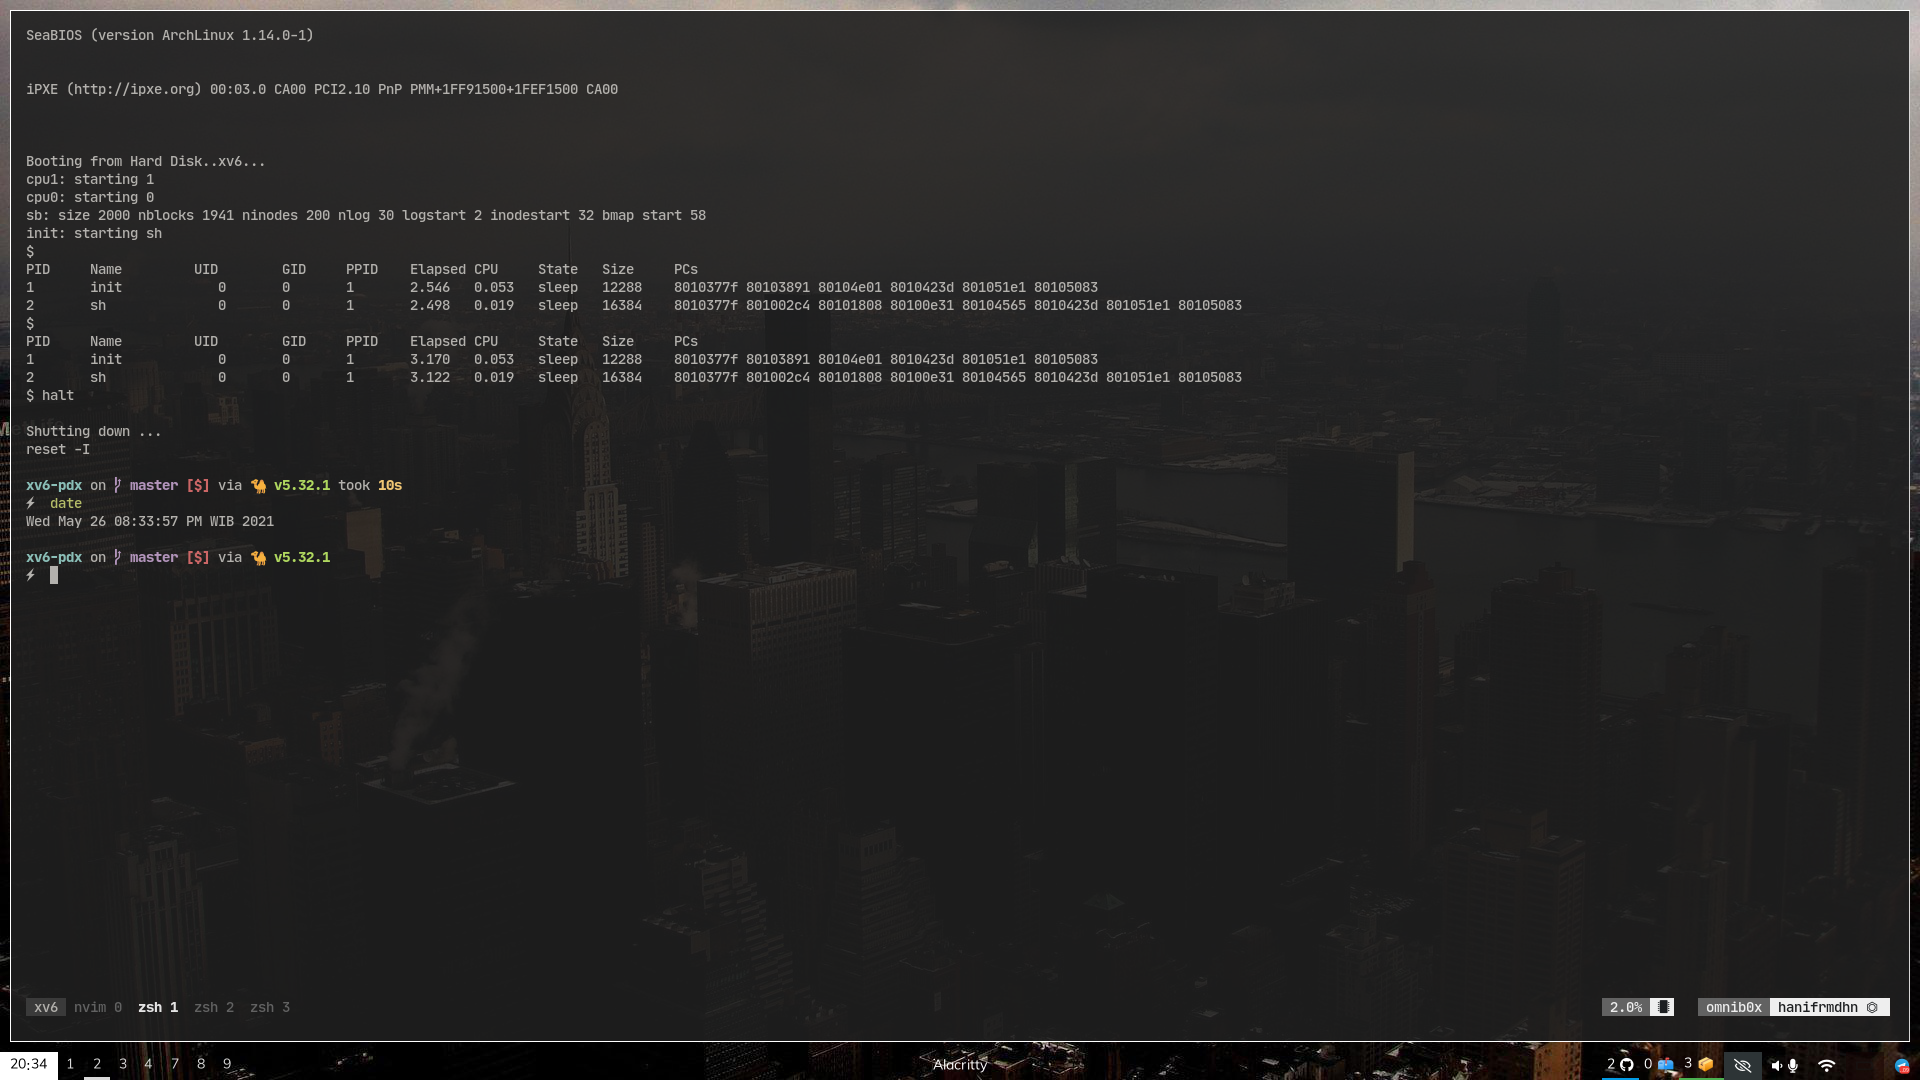 SeaBIOS (version ArchLinux 1.14.0-1)
iPXE (http://ipxe.org) 00:03.0 CA00 PCI2.10 PnP PMM+1FF91500+1FEF1500 CA00
Booting from Hard Disk..xv6...
cpu1: starting 1
cpu0: starting 0
sb: size 2000 nblocks 1941 ninodes 200 nlog 30 logstart 2 inodestart 32 bmap start 58
init: starting sh
$
PID Name UID GID PPID Elapsed CPU State Size PCs
1 init 0 0 1 2.546 0.053 sleep 12288 8010377f 80103891 80104e01 8010423d 801051e1 80105083
2 sh 0 0 1 2.498 0.019 sleep 16384 8010377f 801002c4 80101808 80100e31 80104565 8010423d 801051e1 80105083
$
PID Name UID GID PPID Elapsed CPU State Size PCs
1 init 0 0 1 3.170 0.053 sleep 12288 8010377f 80103891 80104e01 8010423d 801051e1 80105083
2 sh 0 0 1 3.122 0.019 sleep 16384 8010377f 801002c4 80101808 80100e31 80104565 8010423d 801051e1 80105083
$ halt
Shutting down ...
reset -I
xv6-pdx on master [$] via 🐪 v5.32.1 took 10s
⚡ date
Wed May 26 08:33:57 PM WIB 2021
xv6-pdx on master [$] via 🐪 v5.32.1
⚡
xv6 nvim 0 zsh 1 zsh 2 zsh 3 2.0% omnib0x hanifrmdhn
20:34 1 2 3 4 7 8 9 Alacritty 2 0 3